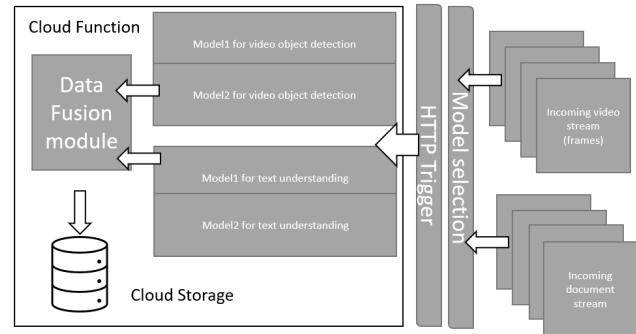 Cloud Function
Model1 for video object detection
Model2 for video object detection
Data
Fusion
module
Model1 for text understanding
Model2 for text understanding
Cloud Storage
HTTP Trigger
Model selection
Incoming video
stream
(frames)
Incoming
document
stream